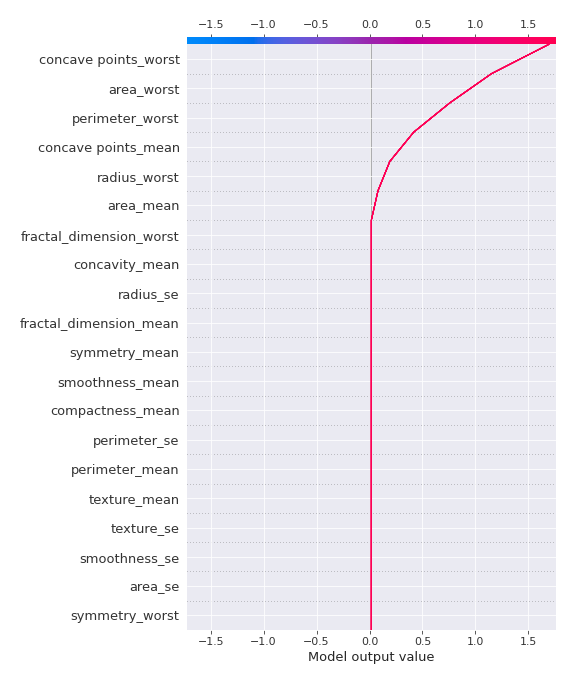 −1.5 −1.0 −0.5 0.0 0.5 1.0 1.5
concave points_worst
area_worst
perimeter_worst
concave points_mean
radius_worst
area_mean
fractal_dimension_worst
concavity_mean
radius_se
fractal_dimension_mean
symmetry_mean
smoothness_mean
compactness_mean
perimeter_se
perimeter_mean
texture_mean
texture_se
smoothness_se
area_se
symmetry_worst
−1.5 −1.0 −0.5 0.0 0.5 1.0 1.5
Model output value